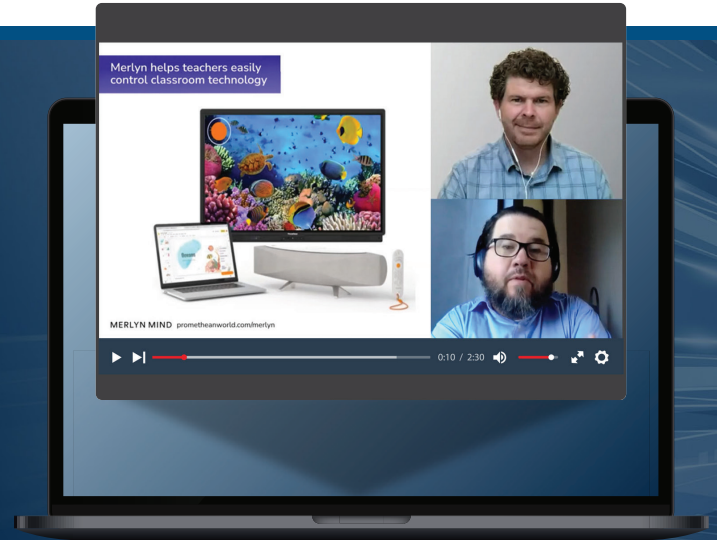 Merlyn helps teachers easily
control classroom technology
MERLYN MIND prometheanworld.com/merlyn
0:10 / 2:30